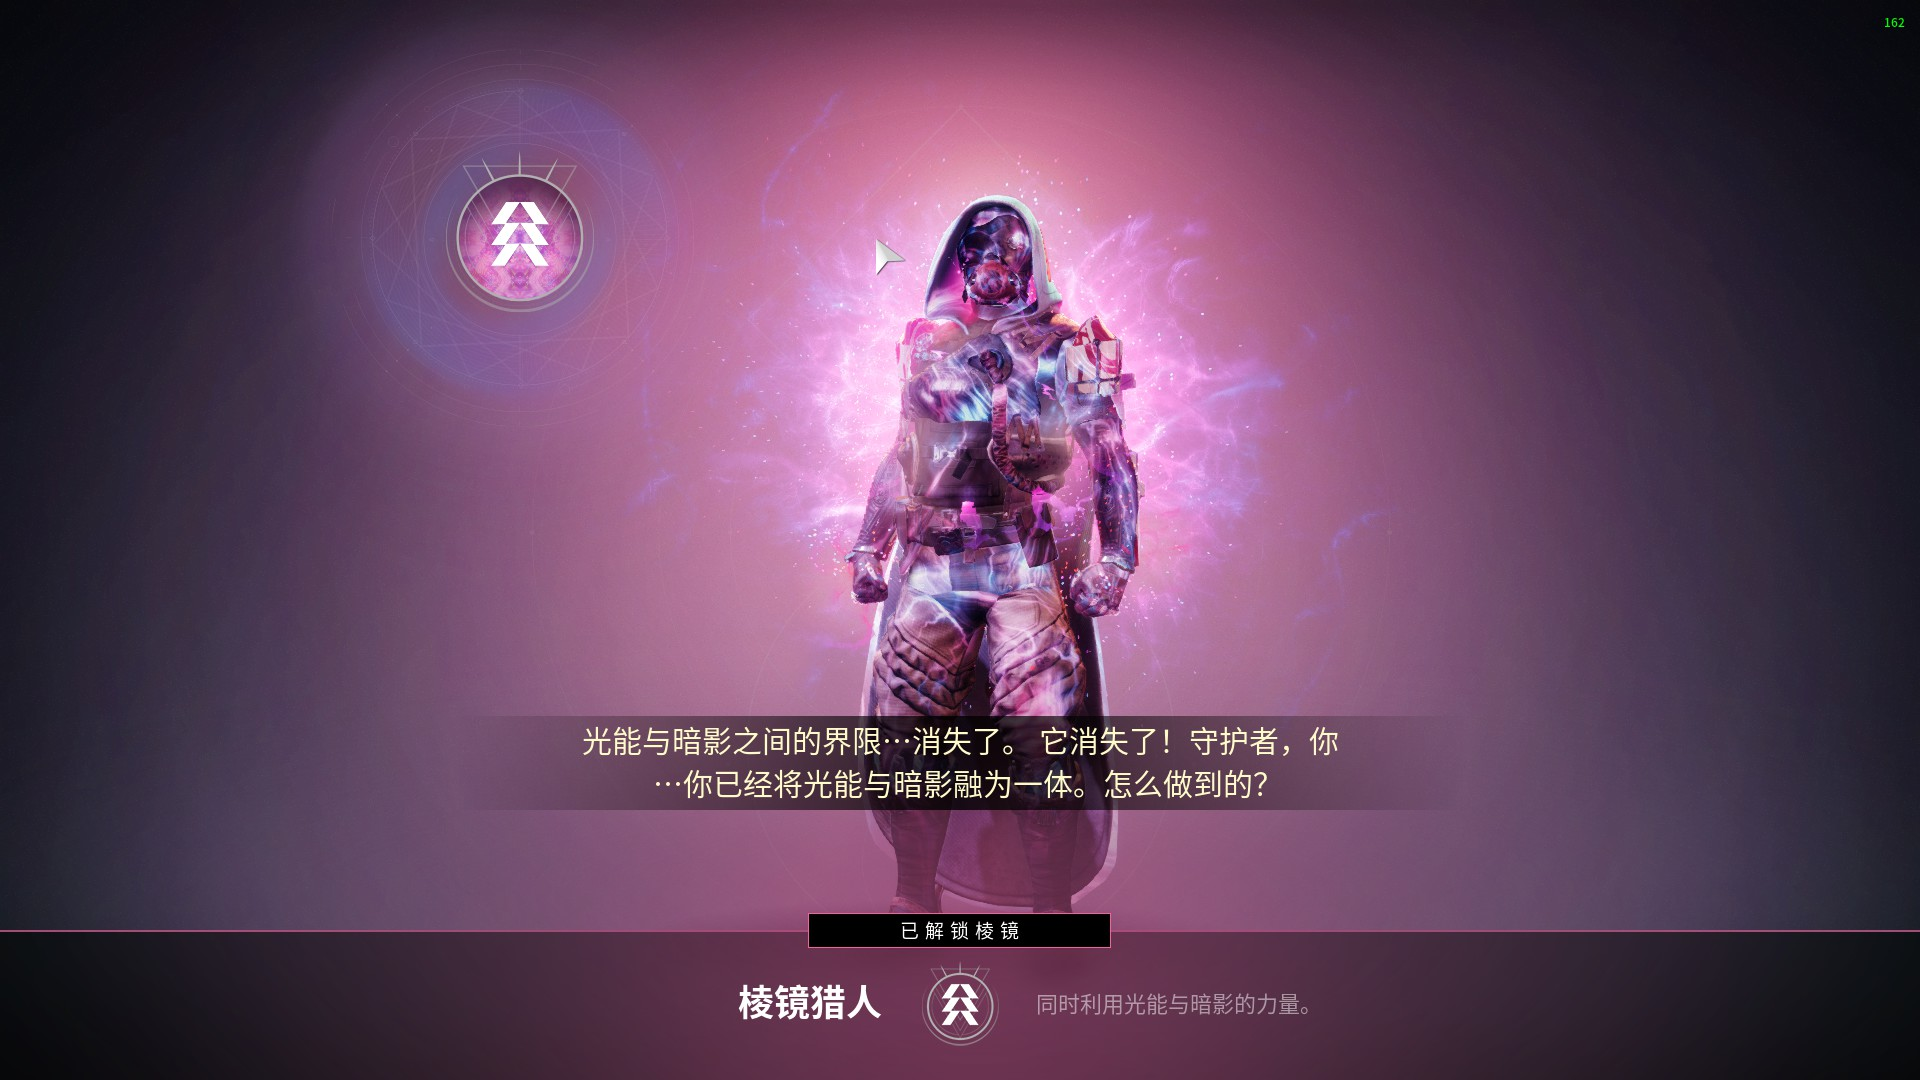 162
光能与暗影之间的界限…消失了。 它消失了！守护者，你
…你已经将光能与暗影融为一体。怎么做到的？
已解锁棱镜
棱镜猎人
同时利用光能与暗影的力量。